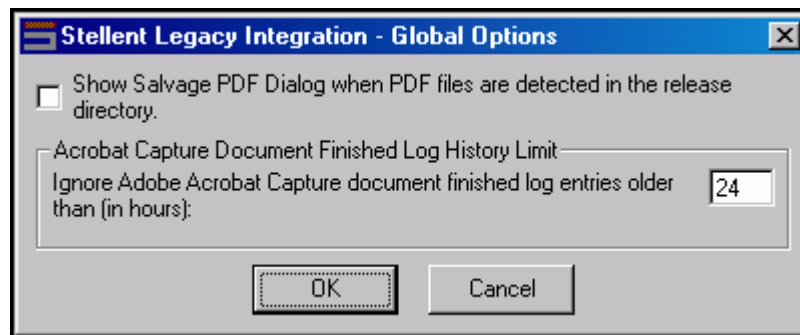 Stellent Legacy Integration - Global Options
Show Salvage PDF Dialog when PDF files are detected in the release
directory.
Acrobat Capture Document Finished Log History Limit
Ignore Adobe Acrobat Capture document finished log entries older
than (in hours):
24
OK
Cancel